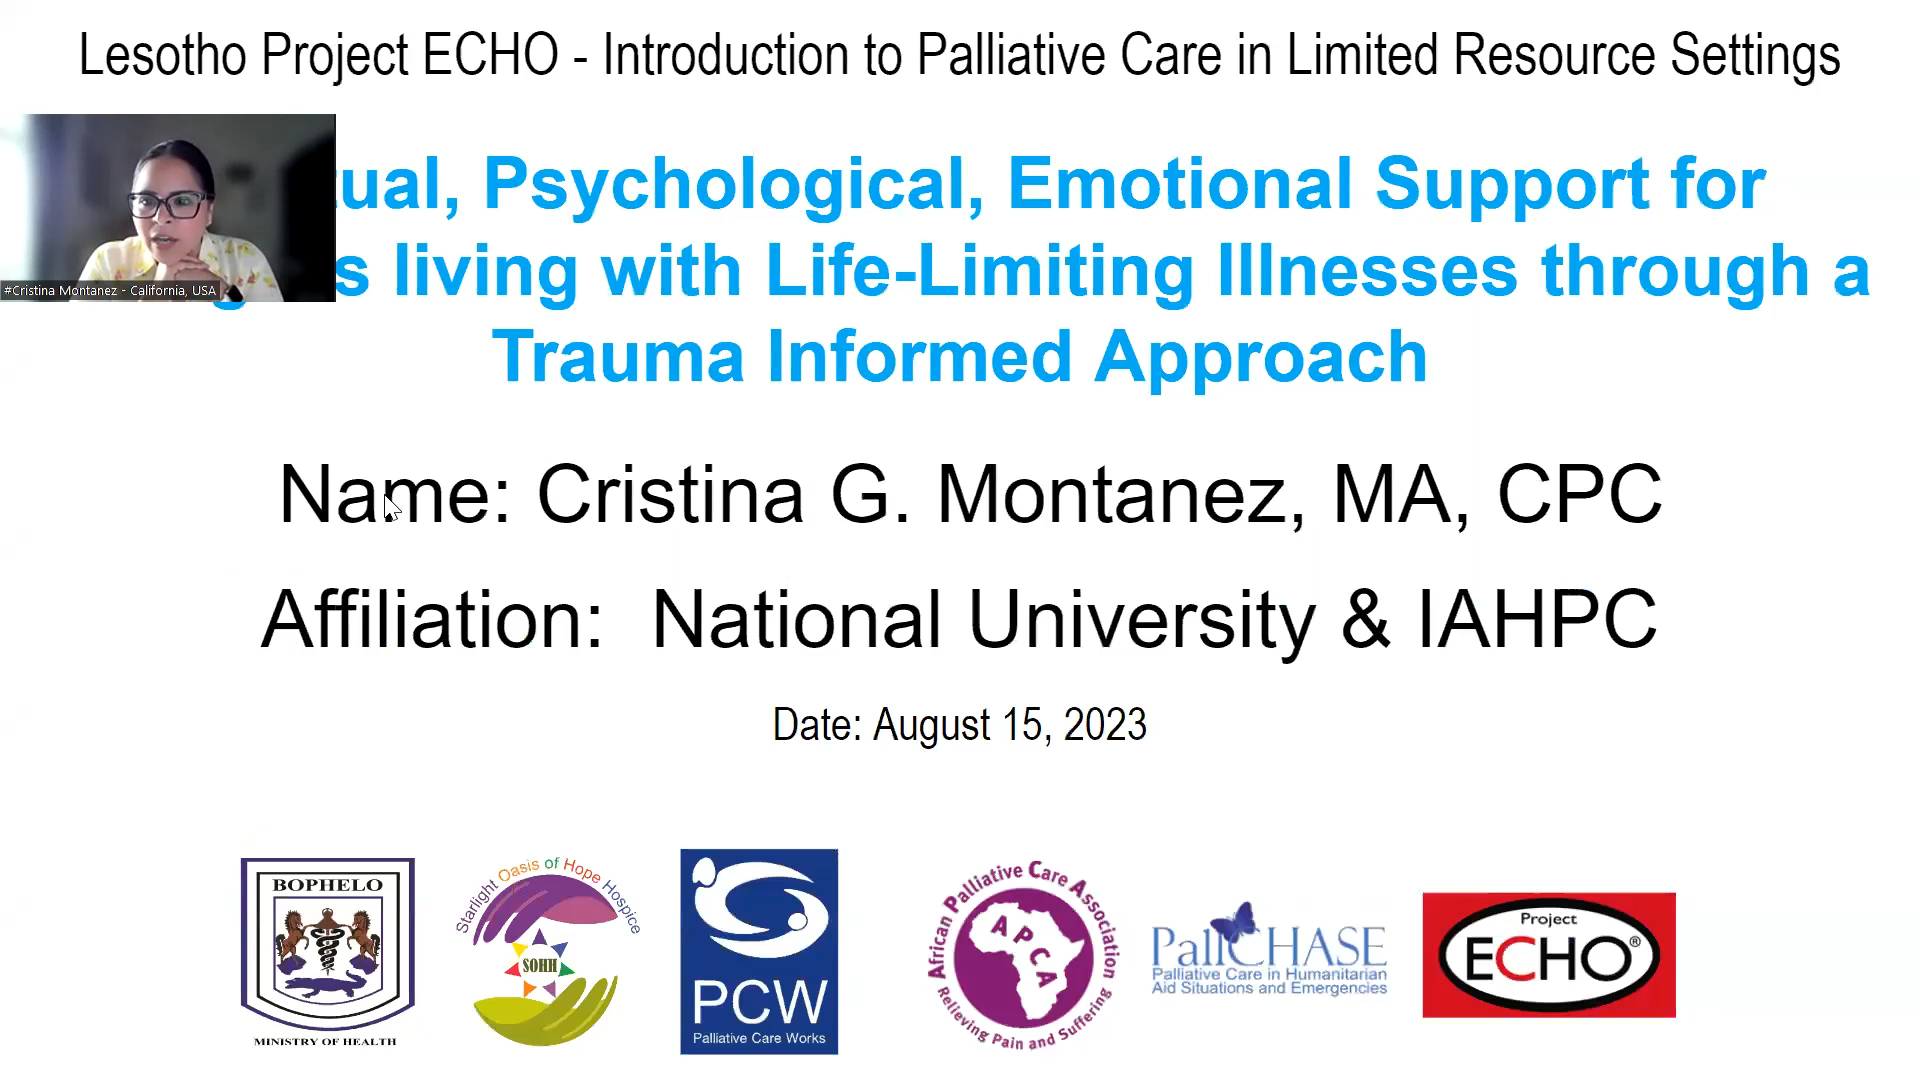 Lesotho Project ECHO - Introduction to Palliative Care in Limited Resource Settings
tual, Psychological, Emotional Support for
s living with Life-Limiting Illnesses through a
Trauma Informed Approach
#Cristina Montanez - California, USA
Name: Cristina G. Montanez, MA, CPC
Affiliation: National University & IAHPC
Date: August 15, 2023
BOPHELO
MINISTRY OF HEALTH
Starlight Oasis of Hope Hospice
SOHH
PCW
Palliative Care Works
African Palliative Care Association
APCA
Relieving Pain and Suffering
PallCHASE
Palliative Care in Humanitarian
Aid Situations and Emergencies
Project
ECHO®